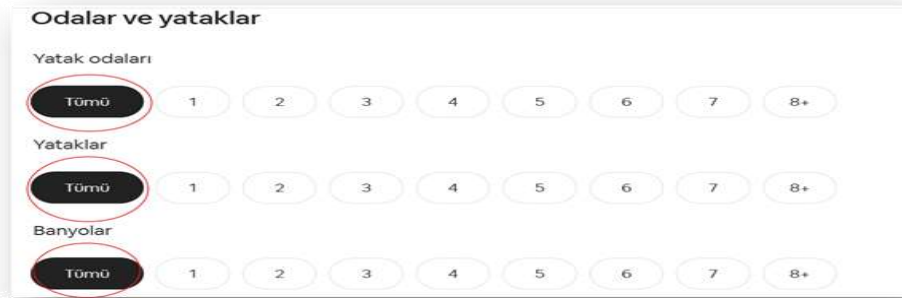 Odalar ve yataklar
Yatak odaları
Tümü 1 2 3 4 5 6 7 8+
Yataklar
Tümü 1 2 3 4 5 6 7 8+
Banyolar
Tümü 1 2 3 4 5 6 7 8+